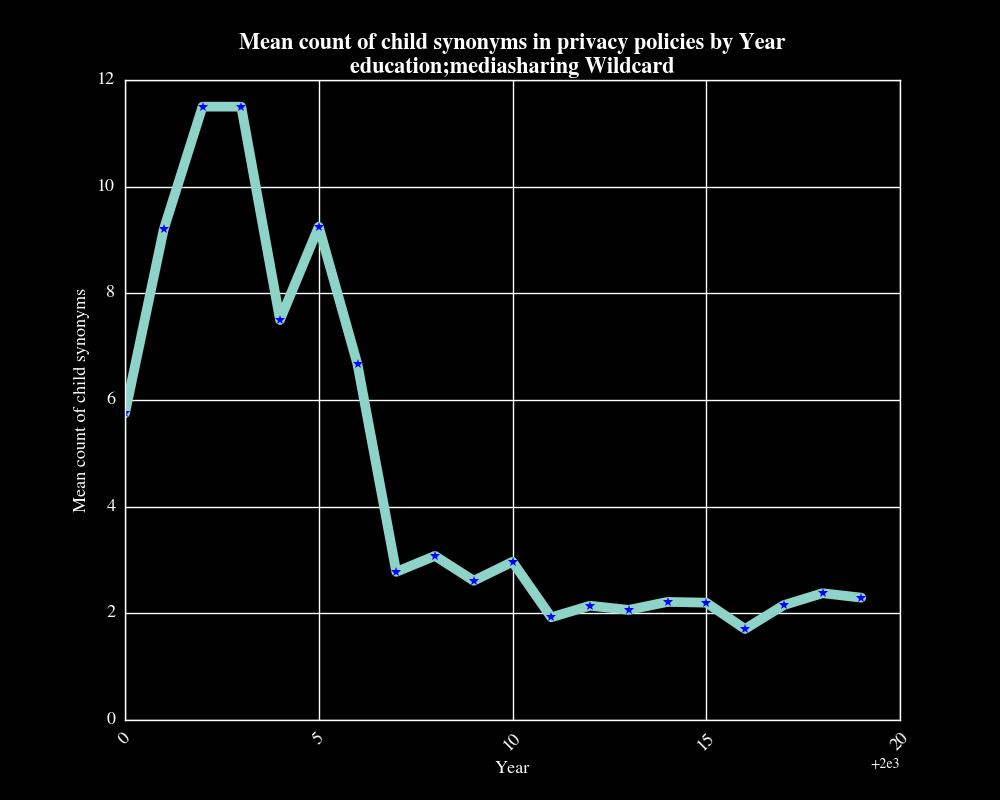 Mean count of child synonyms in privacy policies by Year
education;mediasharing Wildcard
12
10
8
6
4
2
0
Mean count of child synonyms
0 5 10 15 20
Year
+2e3